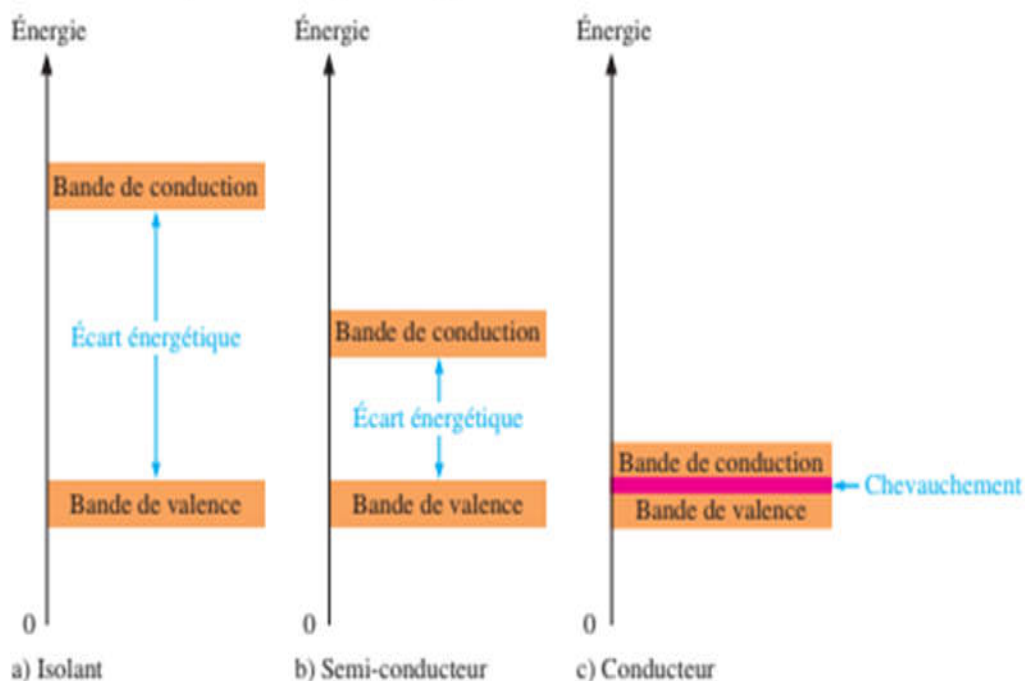 Énergie
Bande de conduction
Écart énergétique
Bande de valence
0
a) Isolant
Énergie
Bande de conduction
Écart énergétique
Bande de valence
0
b) Semi-conducteur
Énergie
Bande de conduction
Chevauchement
Bande de valence
0
c) Conducteur